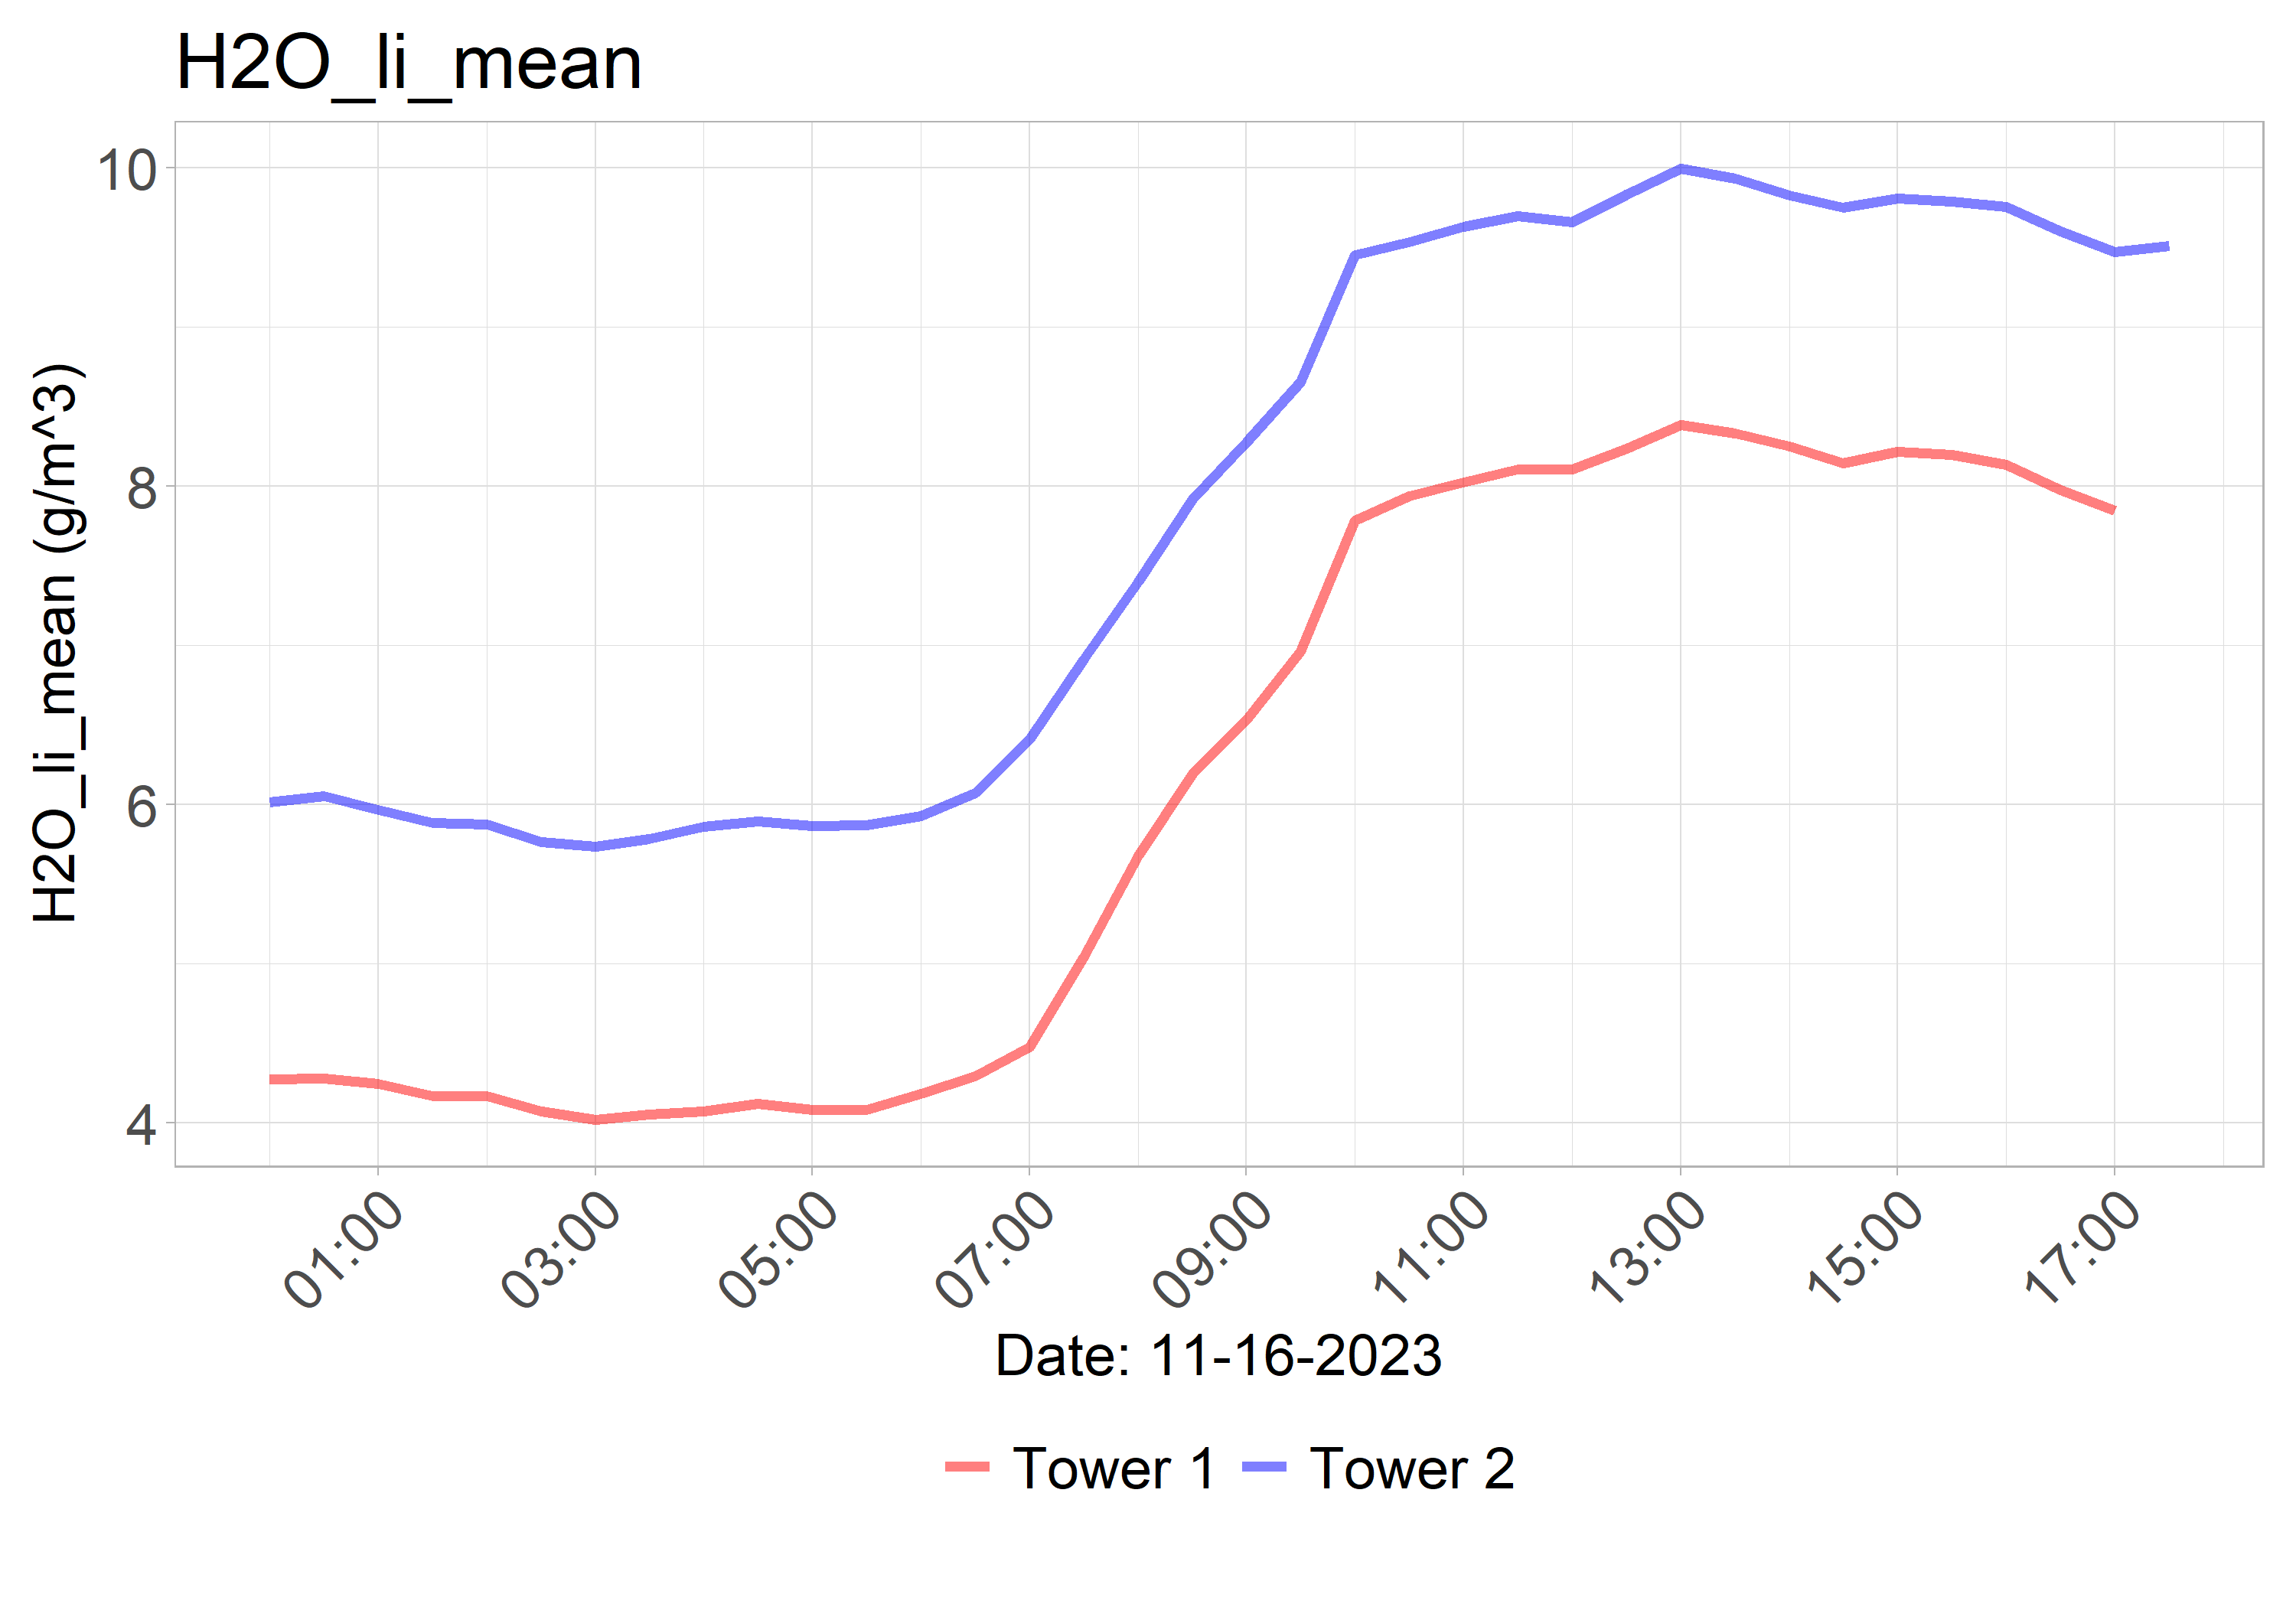 H2O_li_mean
H2O_li_mean (g/m^3)
10
8
6
4
01:00 03:00 05:00 07:00 09:00 11:00 13:00 15:00 17:00
Date: 11-16-2023
Tower 1 Tower 2